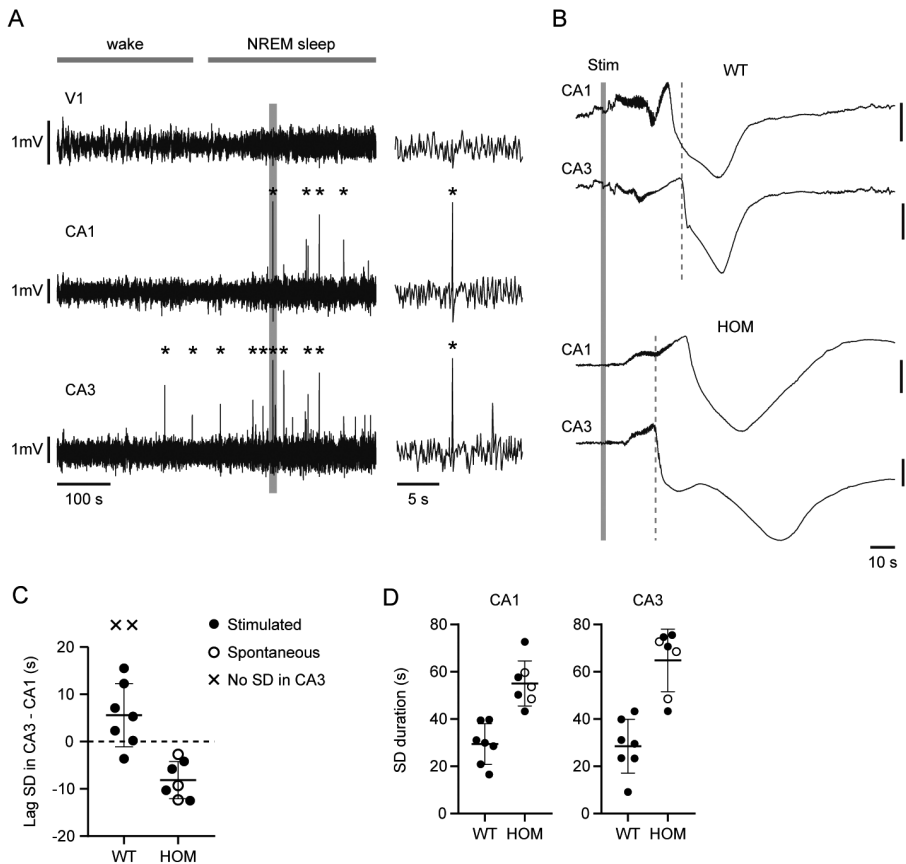 A
wake
NREM sleep
V1
1mV
* * * *
*
CA1
1mV
* * * * * * * * *
*
CA3
1mV
100 s
5 s
B
Stim
WT
CA1
CA3
HOM
CA1
CA3
10 s
C
× ×
● Stimulated
○ Spontaneous
× No SD in CA3
Lag SD in CA3 - CA1 (s)
20
10
0
-10
-20
WT
HOM
D
CA1
CA3
SD duration (s)
80
60
40
20
0
WT
HOM
80
60
40
20
0
WT
HOM